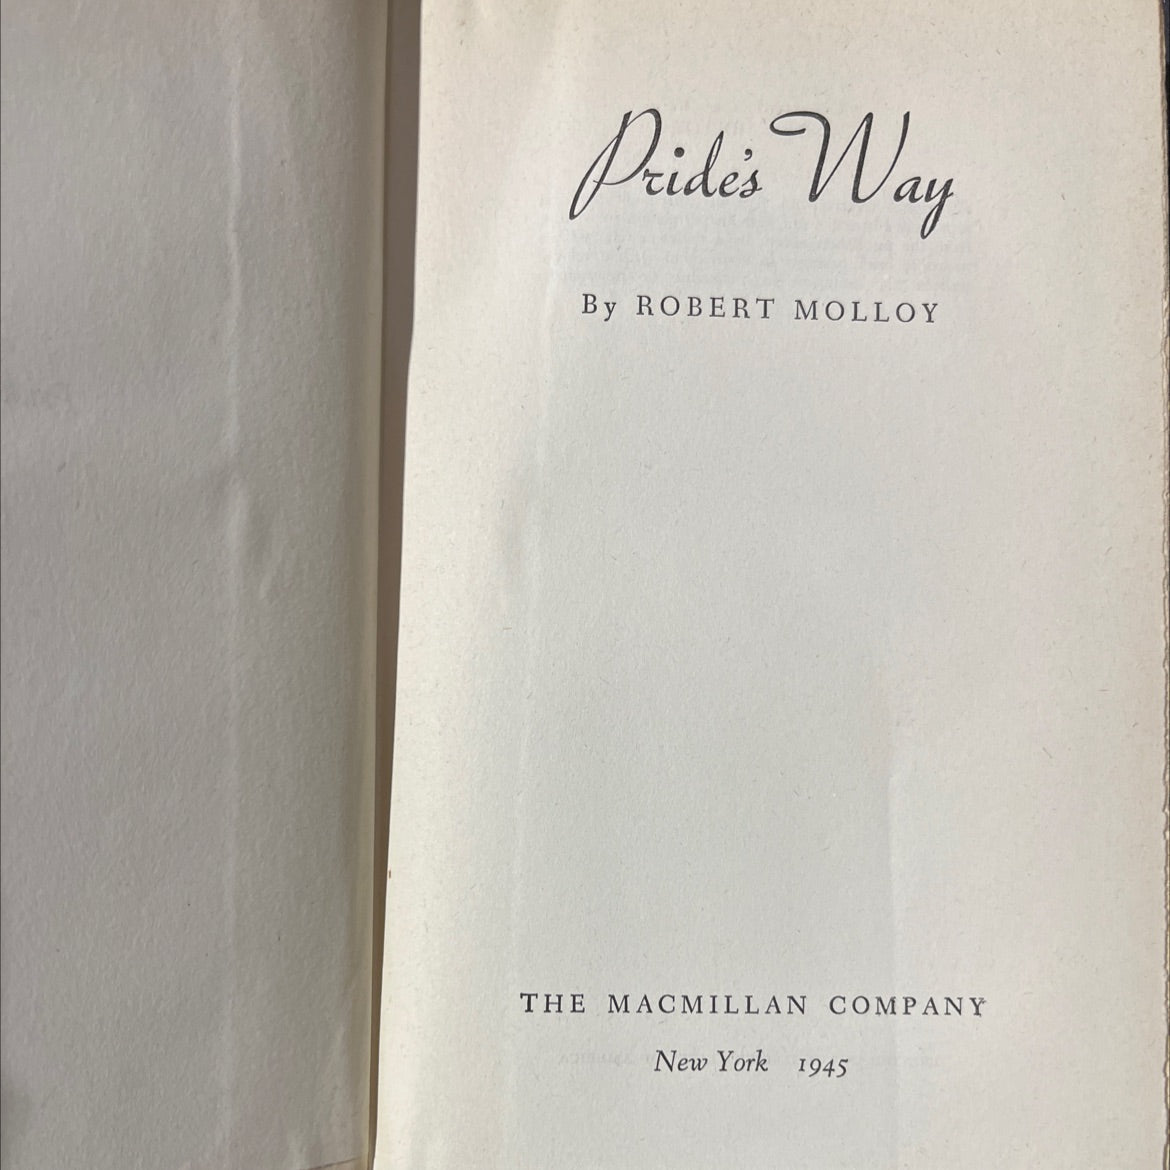 Pride's Way
By ROBERT MOLLOY
THE MACMILLAN COMPANY
New York 1945